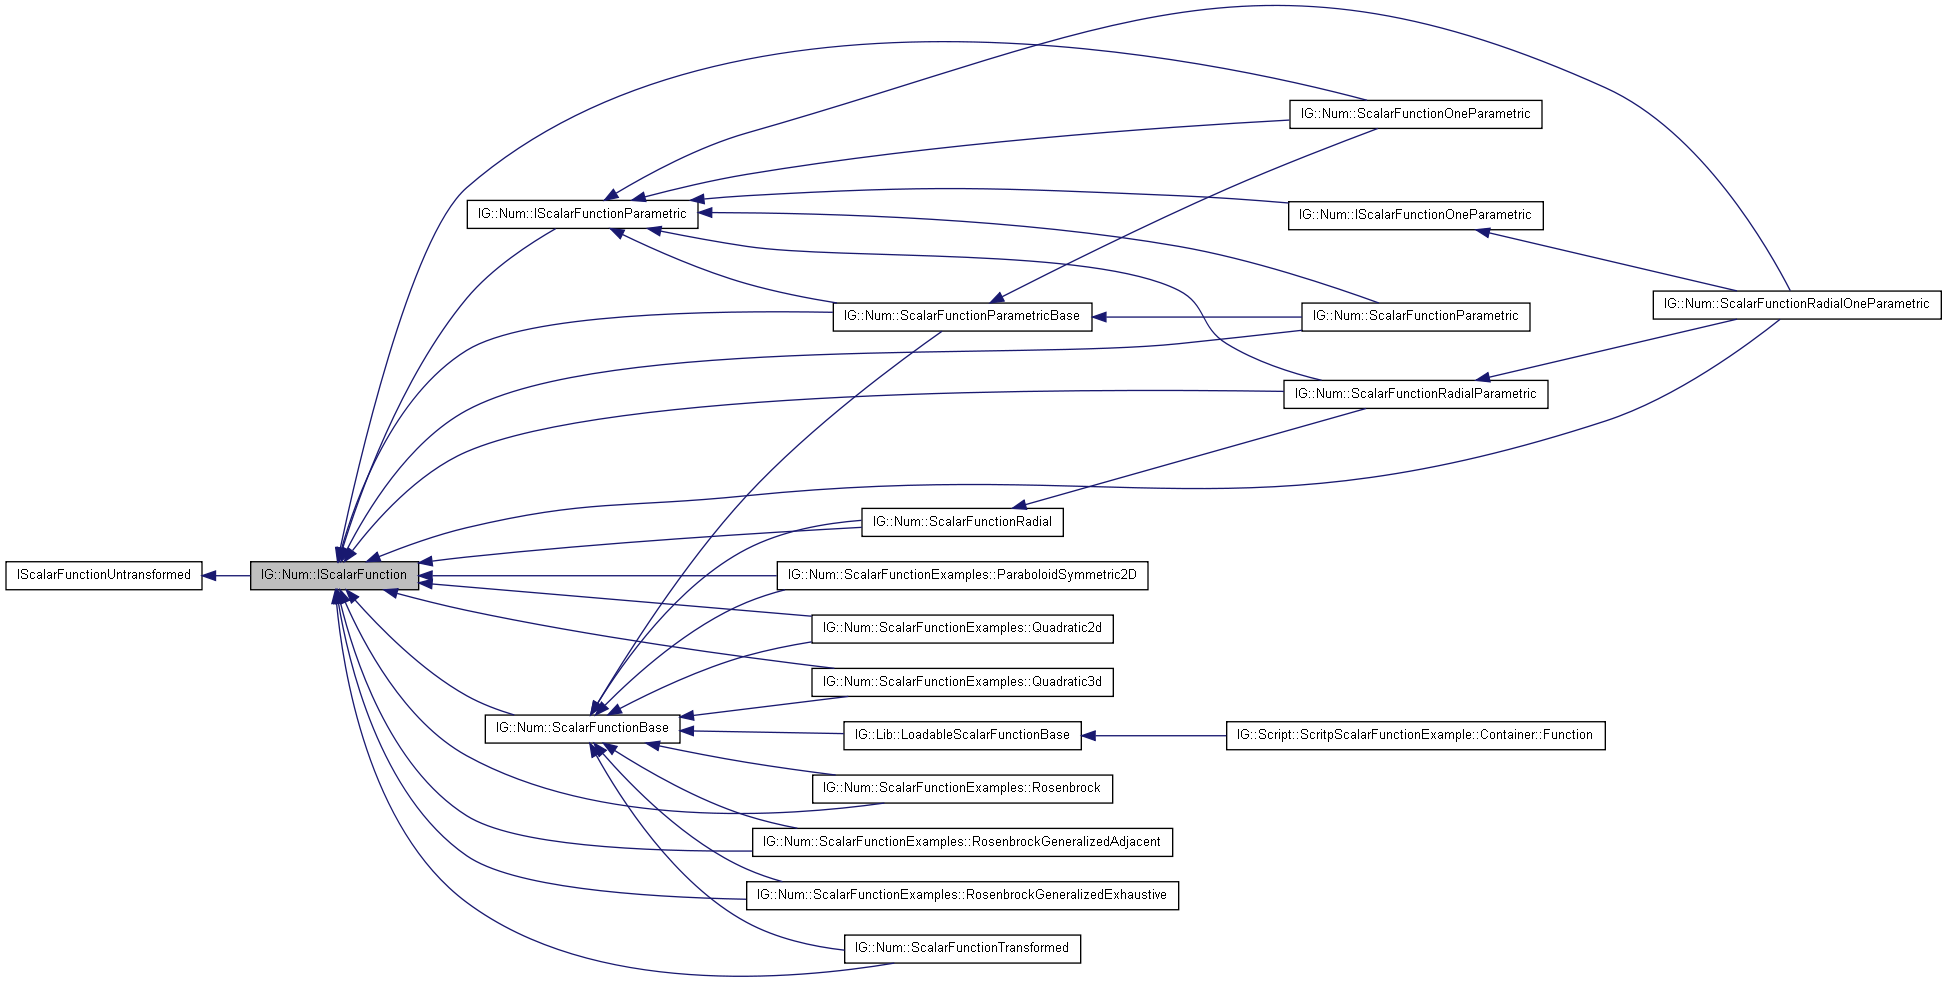 IG::Num::ScalarFunctionOneParametric
IG::Num::IScalarFunctionParametric
IG::Num::IScalarFunctionOneParametric
IG::Num::ScalarFunctionRadialOneParametric
IG::Num::ScalarFunctionParametricBase
IG::Num::ScalarFunctionParametric
IG::Num::ScalarFunctionRadialParametric
IG::Num::ScalarFunctionRadial
IScalarFunctionUntransformed
IG::Num::IScalarFunction
IG::Num::ScalarFunctionExamples::ParaboloidSymmetric2D
IG::Num::ScalarFunctionExamples::Quadratic2d
IG::Num::ScalarFunctionExamples::Quadratic3d
IG::Num::ScalarFunctionBase
IG::Lib::LoadableScalarFunctionBase
IG::Script::ScritpScalarFunctionExample::Container::Function
IG::Num::ScalarFunctionExamples::Rosenbrock
IG::Num::ScalarFunctionExamples::RosenbrockGeneralizedAdjacent
IG::Num::ScalarFunctionExamples::RosenbrockGeneralizedExhaustive
IG::Num::ScalarFunctionTransformed